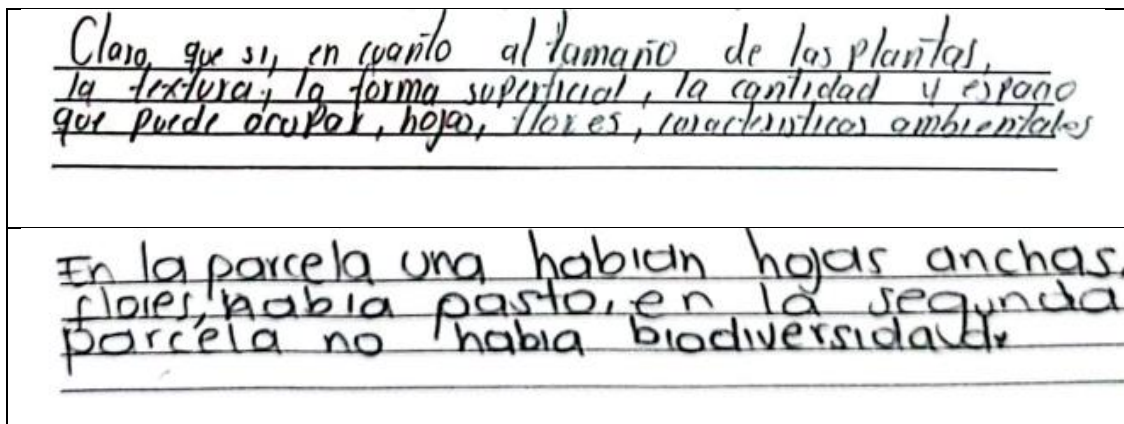 Claro que si, en cuanto al tamaño de las plantas,
la textura, la forma superficial, la cantidad y espacio
que puede ocupar, hojas, flores, caracteristicas ambientales
En la parcela una habian hojas anchas,
flores, habia pasto, en la segunda
parcela no habia biodiversidad.